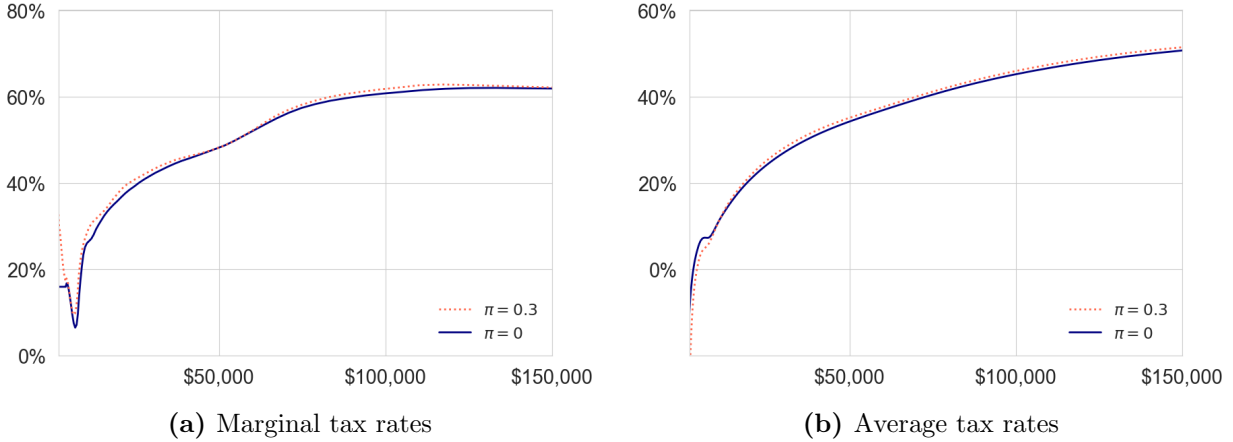 80%
60%
40%
20%
0%
$50,000
$100,000
$150,000
π = 0.3
π = 0
(a) Marginal tax rates
60%
40%
20%
0%
$50,000
$100,000
$150,000
π = 0.3
π = 0
(b) Average tax rates